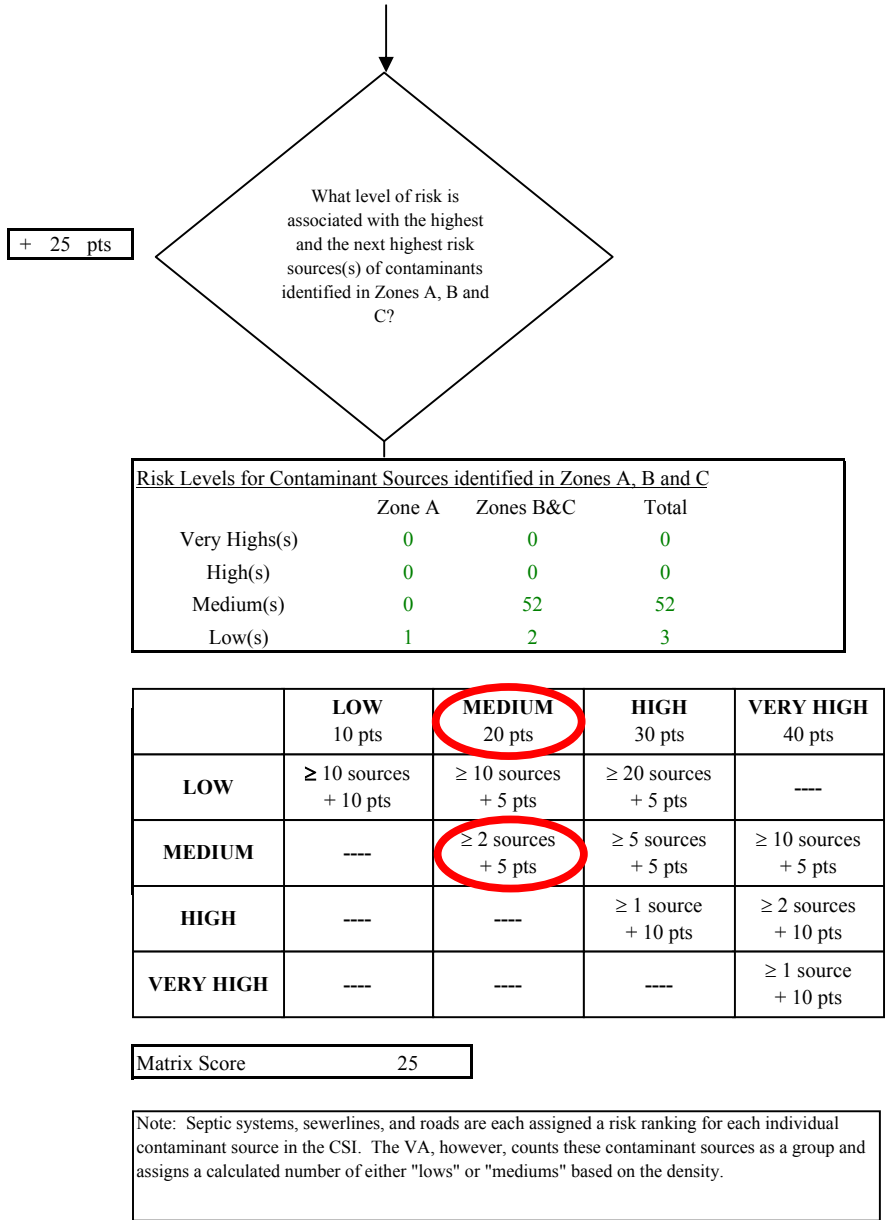 What level of risk is
associated with the highest
and the next highest risk
sources(s) of contaminants
identified in Zones A, B and
C?
+ 25 pts
Risk Levels for Contaminant Sources identified in Zones A, B and C
Zone A Zones B&C Total
Very Highs(s) 0 0 0
High(s) 0 0 0
Medium(s) 0 52 52
Low(s) 1 2 3
LOW MEDIUM HIGH VERY HIGH
10 pts 20 pts 30 pts 40 pts
LOW ≥ 10 sources + 10 pts ≥ 10 sources + 5 pts ≥ 20 sources + 5 pts ----
MEDIUM ---- ≥ 2 sources + 5 pts ≥ 5 sources + 5 pts ≥ 10 sources + 5 pts
HIGH ---- ---- ≥ 1 source + 10 pts ≥ 2 sources + 10 pts
VERY HIGH ---- ---- ---- ≥ 1 source + 10 pts
Matrix Score 25
Note: Septic systems, sewerlines, and roads are each assigned a risk ranking for each individual
contaminant source in the CSI. The VA, however, counts these contaminant sources as a group and
assigns a calculated number of either "lows" or "mediums" based on the density.